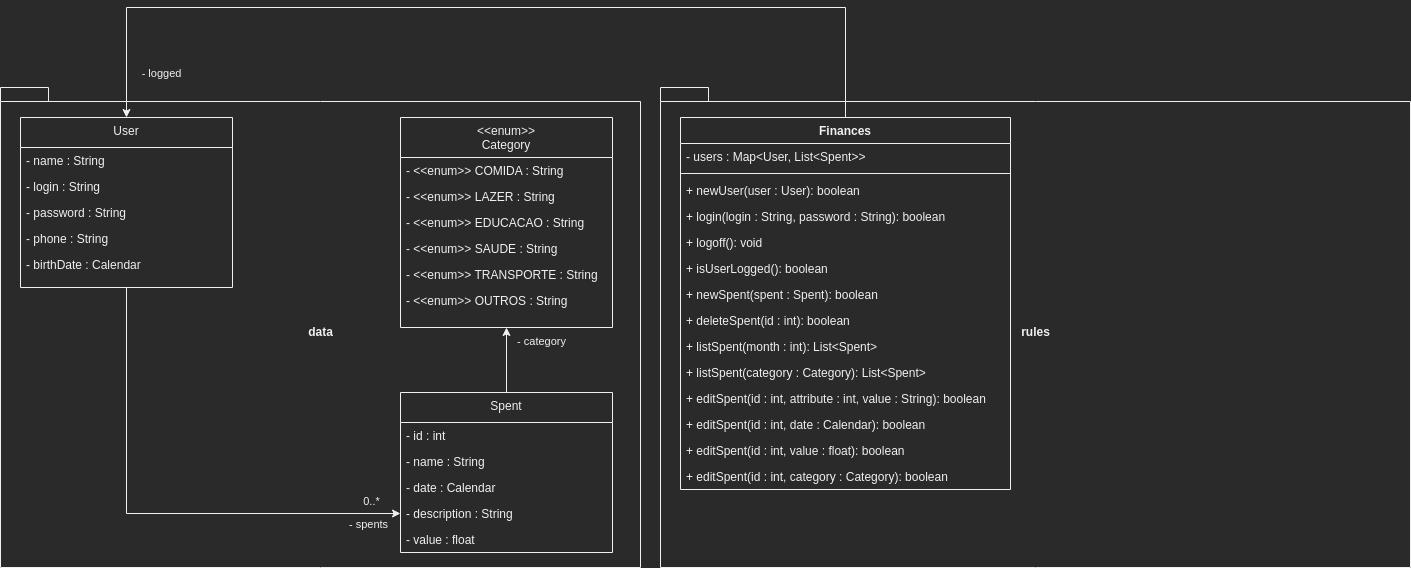 - logged
User
- name : String
- login : String
- password : String
- phone : String
- birthDate : Calendar
<<enum>>
Category
- <<enum>> COMIDA : String
- <<enum>> LAZER : String
- <<enum>> EDUCACAO : String
- <<enum>> SAUDE : String
- <<enum>> TRANSPORTE : String
- <<enum>> OUTROS : String
data
- category
Spent
- id : int
- name : String
- date : Calendar
- description : String
- value : float
0..*
- spents
Finances
- users : Map<User, List<Spent>>
+ newUser(user : User): boolean
+ login(login : String, password : String): boolean
+ logoff(): void
+ isUserLogged(): boolean
+ newSpent(spent : Spent): boolean
+ deleteSpent(id : int): boolean
+ listSpent(month : int): List<Spent>
+ listSpent(category : Category): List<Spent>
+ editSpent(id : int, attribute : int, value : String): boolean
+ editSpent(id : int, date : Calendar): boolean
+ editSpent(id : int, value : float): boolean
+ editSpent(id : int, category : Category): boolean
rules